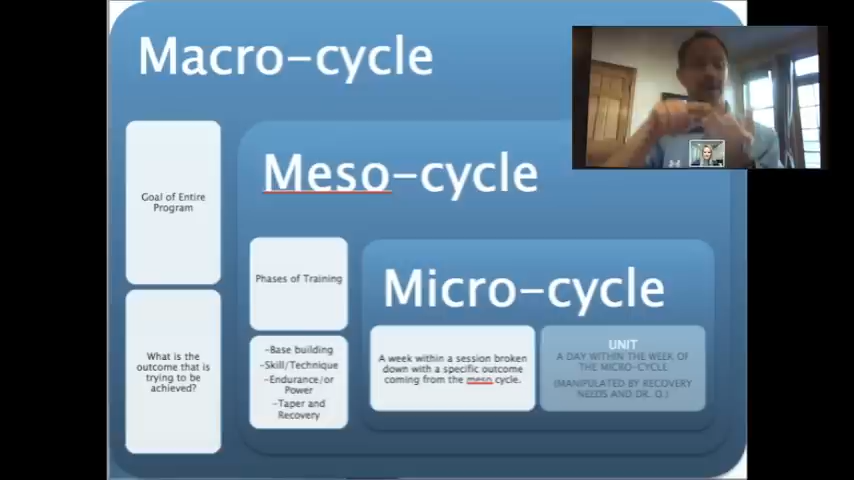 Macro-cycle
Goal of Entire
Program
What is the
outcome that is
trying to be
achieved?
Meso-cycle
Phases of Training
-Base building
-Skill/Technique
-Endurance/or
Power
-Taper and
Recovery
Micro-cycle
A week within a session broken
down with a specific outcome
coming from the meso cycle.
UNIT
A DAY WITHIN THE WEEK OF
THE MICRO-CYCLE
(MANIPULATED BY RECOVERY
NEEDS AND DR. O.)